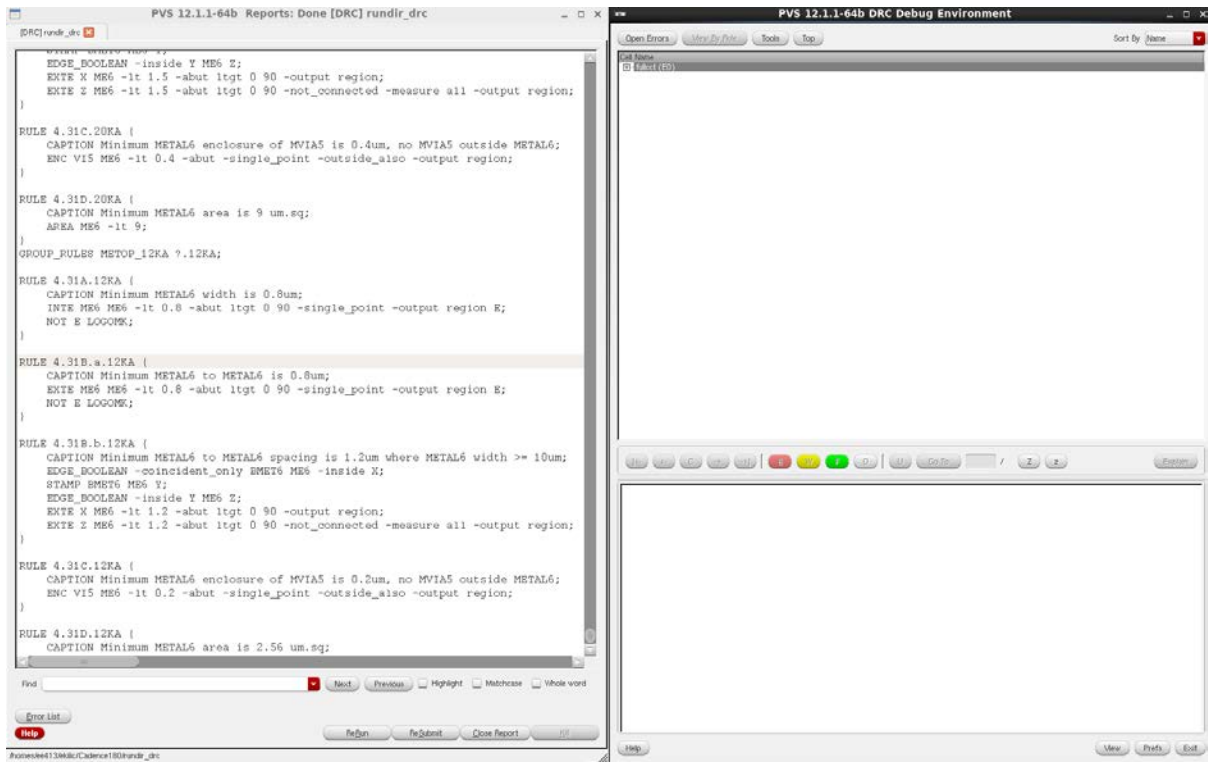 PVS 12.1.1-64b Reports: Done [DRC] rundir_drc
[DRC] rundir_drc
EDGE_BOOLEAN -inside Y ME6 Z;
EXTE X ME6 -lt 1.5 -abut ltgt 0 90 -output region;
EXTE Z ME6 -lt 1.5 -abut ltgt 0 90 -not_connected -measure all -output region;
}
RULE 4.31C.20KA {
CAPTION Minimum METAL6 enclosure of MVIA5 is 0.4um, no MVIA5 outside METAL6;
ENC VI5 ME6 -lt 0.4 -abut -single_point -outside_also -output region;
}
RULE 4.31D.20KA {
CAPTION Minimum METAL6 area is 9 um.sq;
AREA ME6 -lt 9;
}
GROUP_RULES METOP_12KA ?.12KA;
RULE 4.31A.12KA {
CAPTION Minimum METAL6 width is 0.8um;
INTE ME6 ME6 -lt 0.8 -abut ltgt 0 90 -single_point -output region E;
NOT E LOGOMK;
}
RULE 4.31B.a.12KA {
CAPTION Minimum METAL6 to METAL6 is 0.8um;
EXTE ME6 ME6 -lt 0.8 -abut ltgt 0 90 -single_point -output region E;
NOT E LOGOMK;
}
RULE 4.31B.b.12KA {
CAPTION Minimum METAL6 to METAL6 spacing is 1.2um where METAL6 width >= 10um;
EDGE_BOOLEAN -coincident_only BMET6 ME6 -inside X;
STAMP BMET6 ME6 Y;
EDGE_BOOLEAN -inside Y ME6 Z;
EXTE X ME6 -lt 1.2 -abut ltgt 0 90 -output region;
EXTE Z ME6 -lt 1.2 -abut ltgt 0 90 -not_connected -measure all -output region;
}
RULE 4.31C.12KA {
CAPTION Minimum METAL6 enclosure of MVIA5 is 0.2um, no MVIA5 outside METAL6;
ENC VI5 ME6 -lt 0.2 -abut -single_point -outside_also -output region;
}
RULE 4.31D.12KA {
CAPTION Minimum METAL6 area is 2.56 um.sq;
Find Next Previous Highlight Matchcase Whole word
Error List
Help ReRun ReSubmit Close Report Kill
/homes/ee413/ekilic/Cadence180/rundir_drc
PVS 12.1.1-64b DRC Debug Environment
Open Errors View By Rule Tools Top Sort By Name
Cell Name
Go To / Z z Explain
Help View Prefs Exit